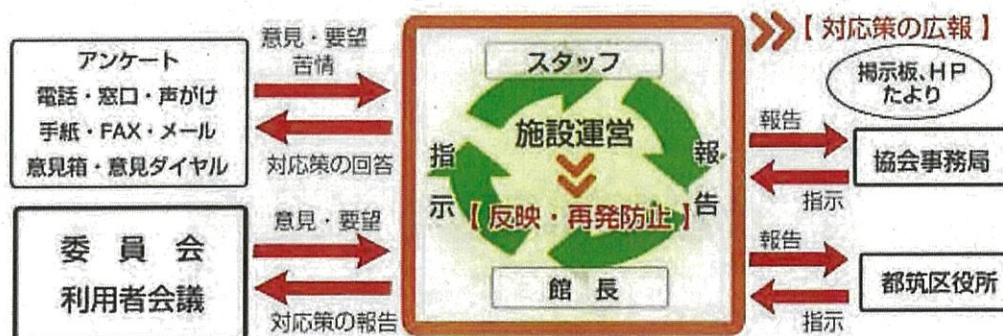 アンケート
電話・窓口・声がけ
手紙・FAX・メール
意見箱・意見ダイヤル
委員会
利用者会議
意見・要望
苦情
対応策の回答
意見・要望
対応策の報告
スタッフ
施設運営
指示
報告
【 反映・再発防止 】
館長
【 対応策の広報 】
掲示板、HP
たより
報告
協会事務局
指示
報告
都筑区役所
指示